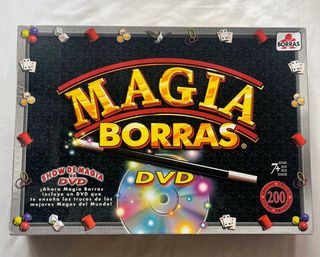 BORRAS
MAGIA
BORRAS®
DVD
SHOW DE MAGIA
EN
DVD
¡Ahora Magia Borras
incluye un DVD que
te enseña los trucos de los
mejores Magos del Mundo!
7+
200